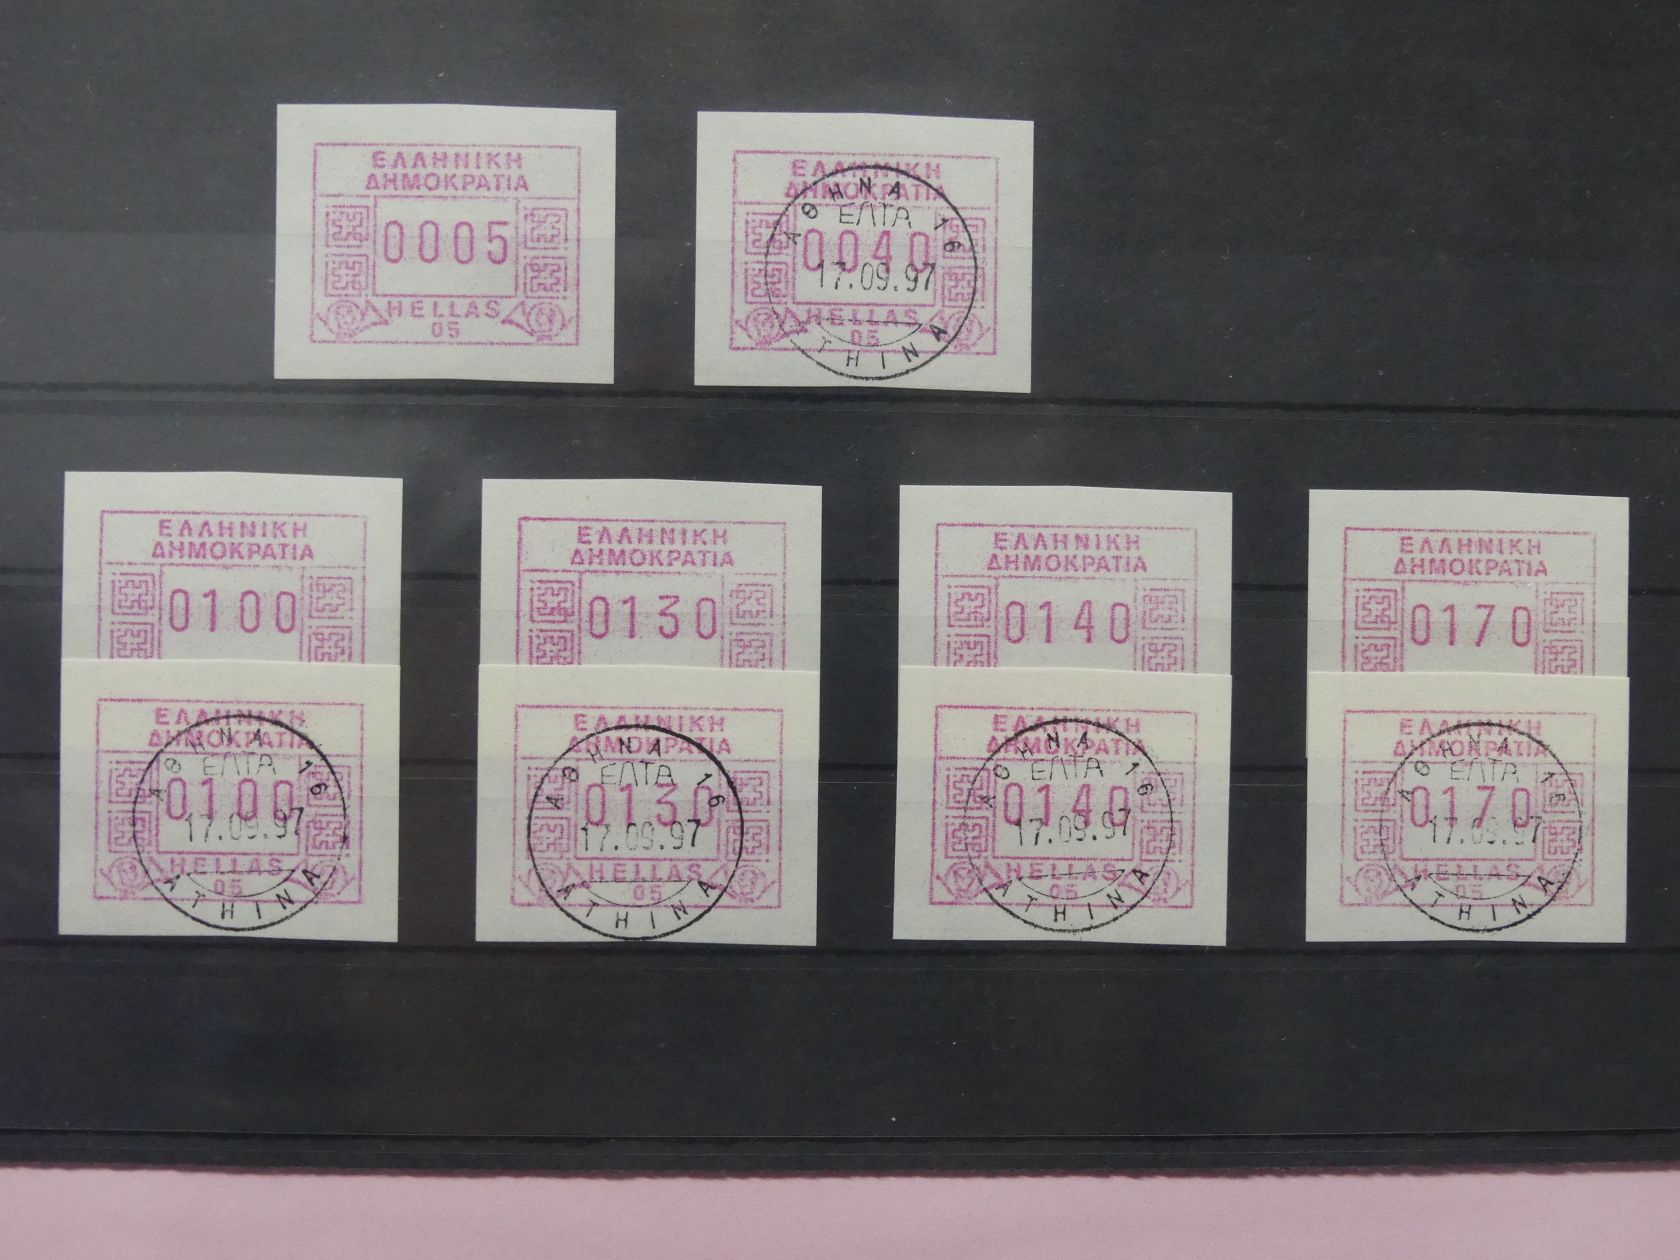 ΕΛΛΗΝΙΚΗ
ΔΗΜΟΚΡΑΤΙΑ
0005
HELLAS
05
ΕΛΛΗΝΙΚΗ
ΔΗΜΟΚΡΑΤΙΑ
0040
HELLAS
05
ΑΘΗΝΑ 16
ΕΛΤΑ
17.09.97
ATHINA
ΕΛΛΗΝΙΚΗ
ΔΗΜΟΚΡΑΤΙΑ
0100
ΕΛΛΗΝΙΚΗ
ΔΗΜΟΚΡΑΤΙΑ
0130
ΕΛΛΗΝΙΚΗ
ΔΗΜΟΚΡΑΤΙΑ
0140
ΕΛΛΗΝΙΚΗ
ΔΗΜΟΚΡΑΤΙΑ
0170
ΕΛΛΗΝΙΚΗ
ΔΗΜΟΚΡΑΤΙΑ
0100
HELLAS
05
ΑΘΗΝΑ 16
ΕΛΤΑ
17.09.97
ATHINA
ΕΛΛΗΝΙΚΗ
ΔΗΜΟΚΡΑΤΙΑ
0130
HELLAS
05
ΑΘΗΝΑ 16
ΕΛΤΑ
17.09.97
ATHINA
ΕΛΛΗΝΙΚΗ
ΔΗΜΟΚΡΑΤΙΑ
0140
HELLAS
05
ΑΘΗΝΑ 16
ΕΛΤΑ
17.09.97
ATHINA
ΕΛΛΗΝΙΚΗ
ΔΗΜΟΚΡΑΤΙΑ
0170
HELLAS
05
ΑΘΗΝΑ 16
ΕΛΤΑ
17.09.97
ATHINA